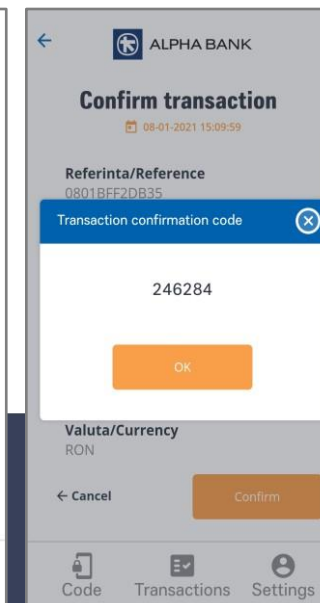 ALPHA BANK
Confirm transaction
08-01-2021 15:09:59
Referinta/Reference
0801BFF2DB35
Transaction confirmation code
246284
OK
Valuta/Currency
RON
← Cancel
Confirm
Code Transactions Settings